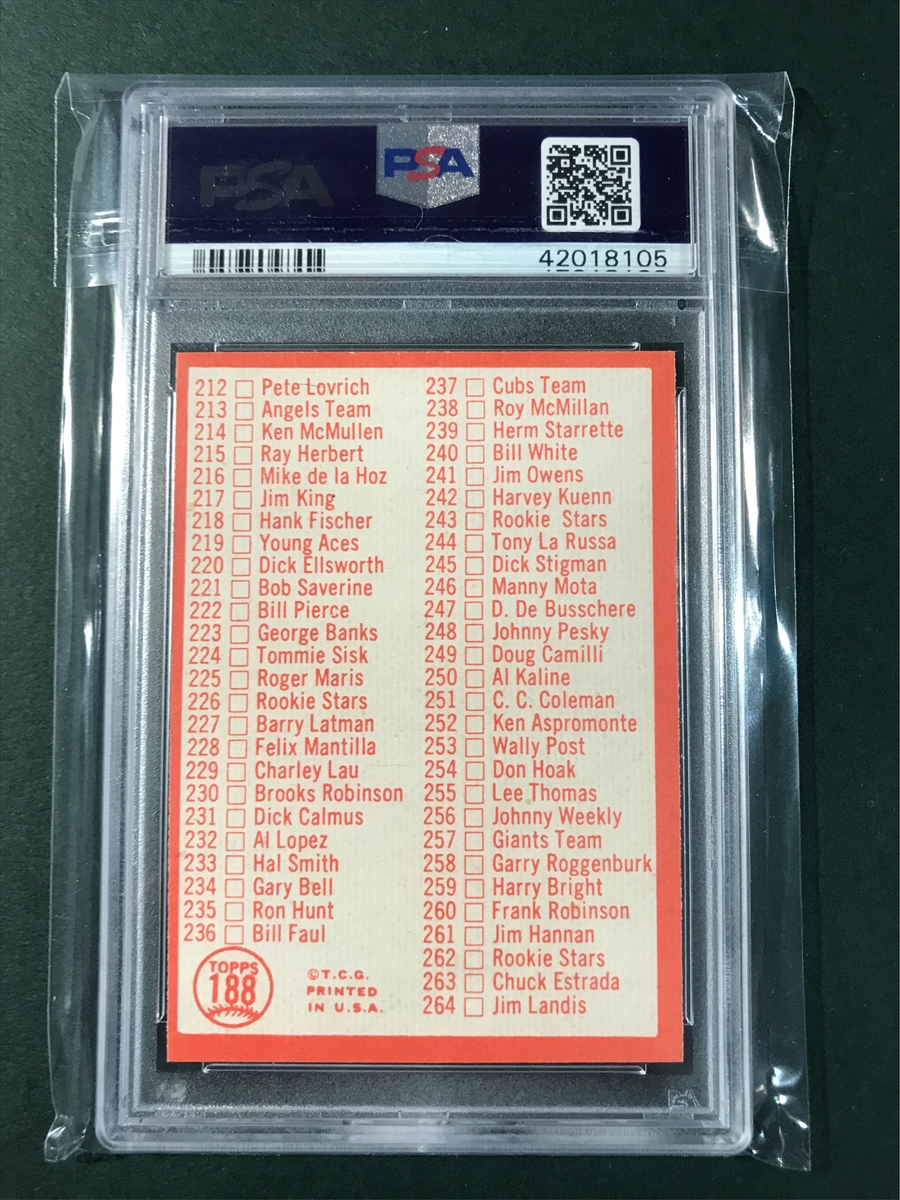 PSA
PSA
42018105
212 Pete Lovrich
213 Angels Team
214 Ken McMullen
215 Ray Herbert
216 Mike de la Hoz
217 Jim King
218 Hank Fischer
219 Young Aces
220 Dick Ellsworth
221 Bob Saverine
222 Bill Pierce
223 George Banks
224 Tommie Sisk
225 Roger Maris
226 Rookie Stars
227 Barry Latman
228 Felix Mantilla
229 Charley Lau
230 Brooks Robinson
231 Dick Calmus
232 Al Lopez
233 Hal Smith
234 Gary Bell
235 Ron Hunt
236 Bill Faul
TOPPS
188
©T.C.G.
PRINTED
IN U.S.A.
237 Cubs Team
238 Roy McMillan
239 Herm Starrette
240 Bill White
241 Jim Owens
242 Harvey Kuenn
243 Rookie Stars
244 Tony La Russa
245 Dick Stigman
246 Manny Mota
247 D. De Busschere
248 Johnny Pesky
249 Doug Camilli
250 Al Kaline
251 C. C. Coleman
252 Ken Aspromonte
253 Wally Post
254 Don Hoak
255 Lee Thomas
256 Johnny Weekly
257 Giants Team
258 Garry Roggenburk
259 Harry Bright
260 Frank Robinson
261 Jim Hannan
262 Rookie Stars
263 Chuck Estrada
264 Jim Landis